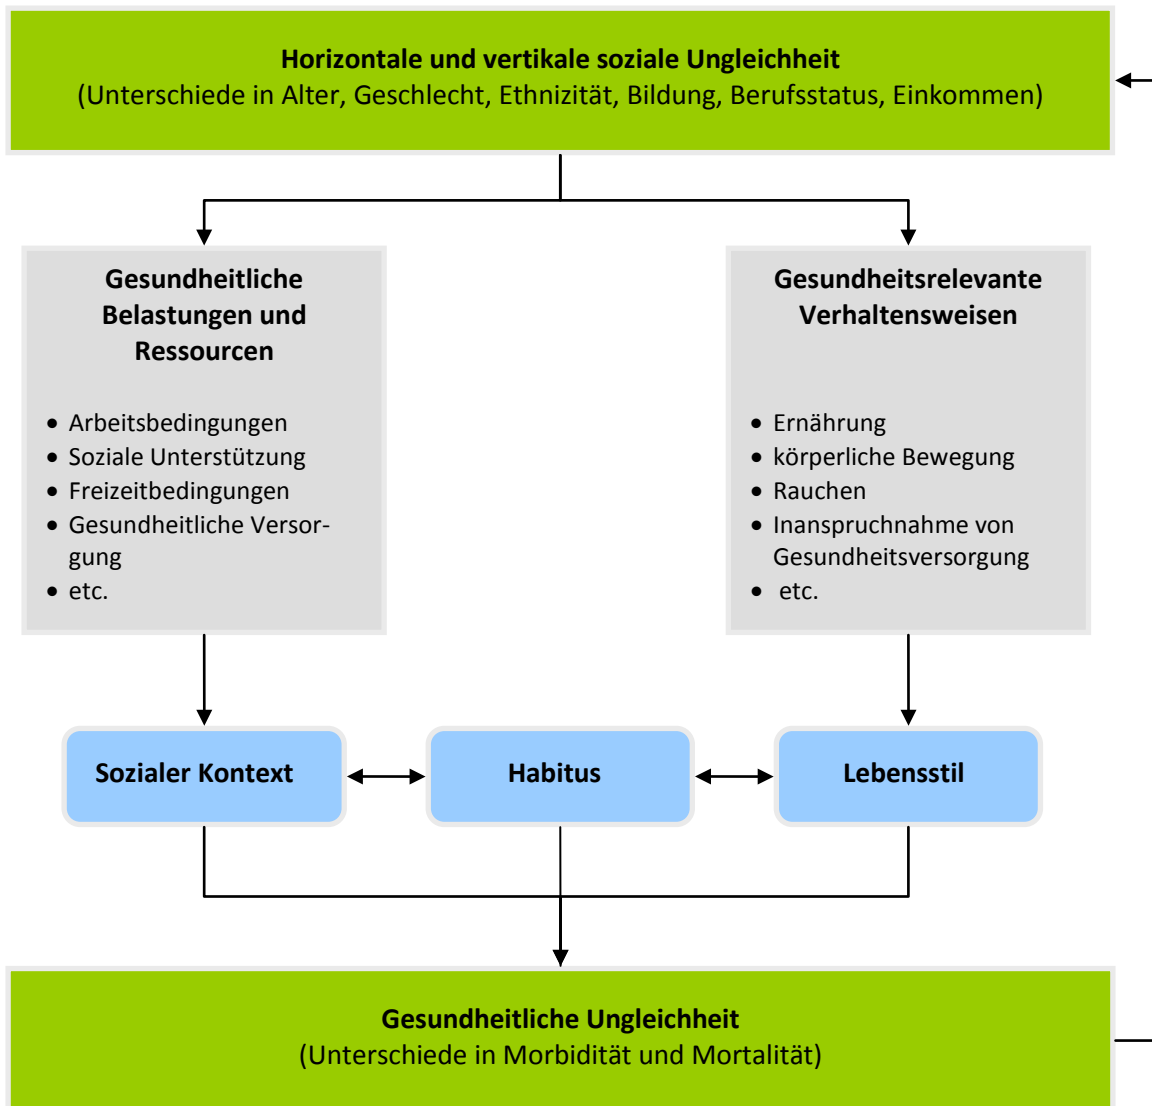 Horizontale und vertikale soziale Ungleichheit
(Unterschiede in Alter, Geschlecht, Ethnizität, Bildung, Berufsstatus, Einkommen)
Gesundheitliche
Belastungen und
Ressourcen
• Arbeitsbedingungen
• Soziale Unterstützung
• Freizeitbedingungen
• Gesundheitliche Versor-
gung
• etc.
Gesundheitsrelevante
Verhaltensweisen
• Ernährung
• körperliche Bewegung
• Rauchen
• Inanspruchnahme von
Gesundheitsversorgung
• etc.
Sozialer Kontext
Habitus
Lebensstil
Gesundheitliche Ungleichheit
(Unterschiede in Morbidität und Mortalität)